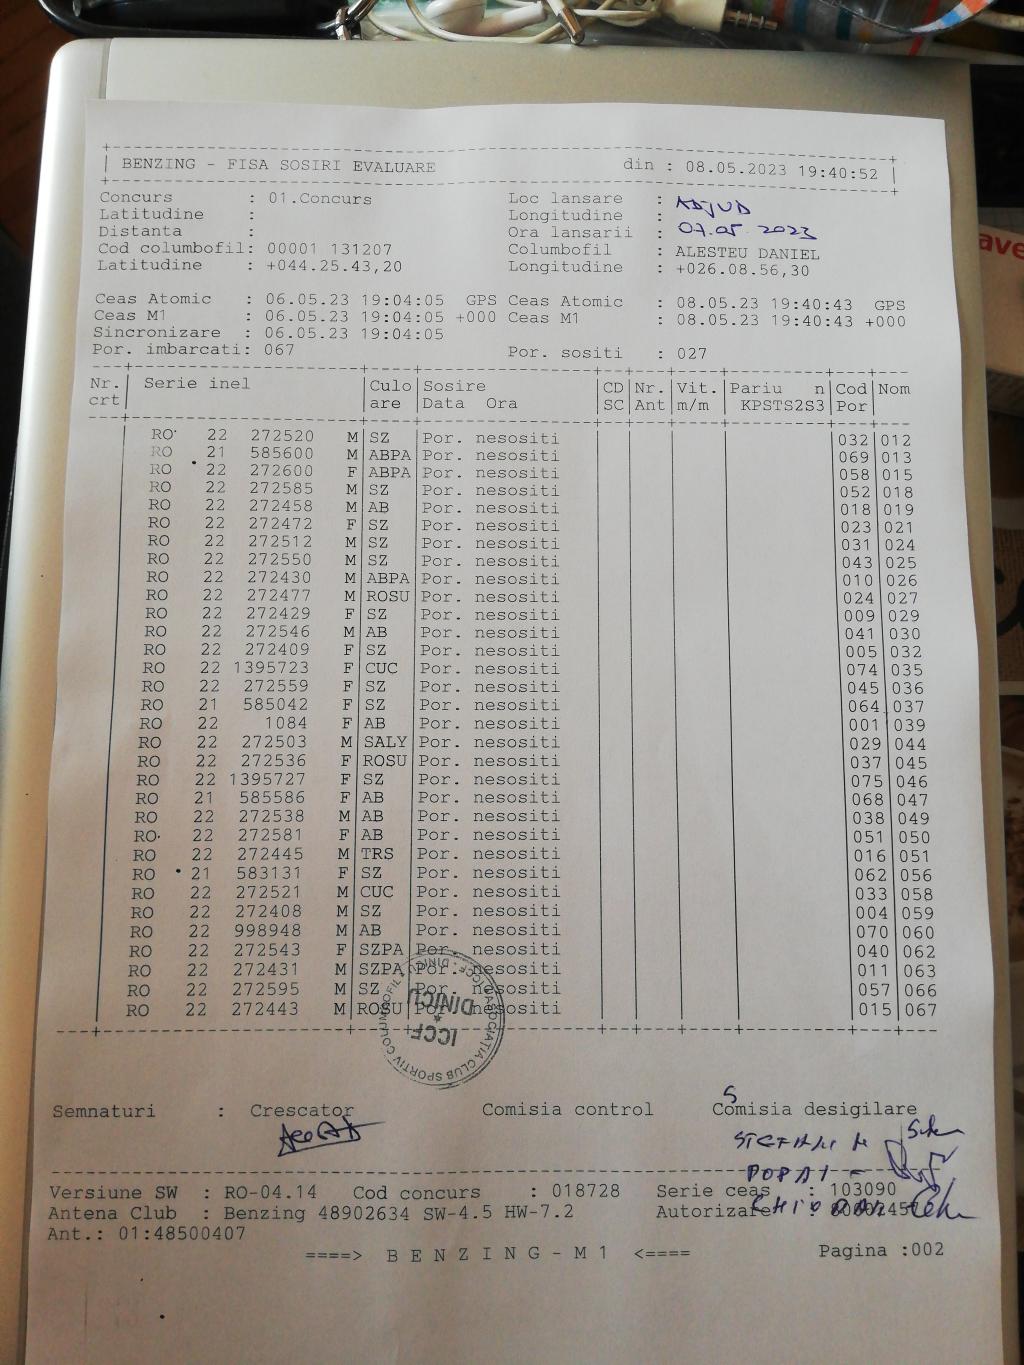 BENZING - FISA SOSIRI EVALUARE din : 08.05.2023 19:40:52
Concurs : 01.Concurs Loc lansare : ADJUD
Latitudine : Longitudine :
Distanta : Ora lansarii : 07.05 2023
Cod columbofil: 00001 131207 Columbofil : ALESTEU DANIEL
Latitudine : +044.25.43,20 Longitudine : +026.08.56,30
Ceas Atomic : 06.05.23 19:04:05 GPS Ceas Atomic : 08.05.23 19:40:43 GPS
Ceas M1 : 06.05.23 19:04:05 +000 Ceas M1 : 08.05.23 19:40:43 +000
Sincronizare : 06.05.23 19:04:05
Por. imbarcati: 067 Por. sositi : 027
Nr. Serie inel Culo Sosire CD Nr. Vit. Pariu n Cod Nom
crt are Data Ora SC Ant m/m KPSTS2S3 Por
RO 22 272520 M SZ Por. nesositi 032 012
RO 21 585600 M ABPA Por. nesositi 069 013
RO 22 272600 F ABPA Por. nesositi 058 015
RO 22 272585 M SZ Por. nesositi 052 018
RO 22 272458 M AB Por. nesositi 018 019
RO 22 272472 F SZ Por. nesositi 023 021
RO 22 272512 M SZ Por. nesositi 031 024
RO 22 272550 M SZ Por. nesositi 043 025
RO 22 272430 M ABPA Por. nesositi 010 026
RO 22 272477 M ROSU Por. nesositi 024 027
RO 22 272429 F SZ Por. nesositi 009 029
RO 22 272546 M AB Por. nesositi 041 030
RO 22 272409 F SZ Por. nesositi 005 032
RO 22 1395723 F CUC Por. nesositi 074 035
RO 22 272559 F SZ Por. nesositi 045 036
RO 21 585042 F SZ Por. nesositi 064 037
RO 22 1084 F AB Por. nesositi 001 039
RO 22 272503 M SALY Por. nesositi 029 044
RO 22 272536 F ROSU Por. nesositi 037 045
RO 22 1395727 F SZ Por. nesositi 075 046
RO 21 585586 F AB Por. nesositi 068 047
RO 22 272538 M AB Por. nesositi 038 049
RO 22 272581 F AB Por. nesositi 051 050
RO 22 272445 M TRS Por. nesositi 016 051
RO 21 583131 F SZ Por. nesositi 062 056
RO 22 272521 M CUC Por. nesositi 033 058
RO 22 272408 M SZ Por. nesositi 004 059
RO 22 998948 M AB Por. nesositi 070 060
RO 22 272543 F SZPA Por. nesositi 040 062
RO 22 272431 M SZPA Por. nesositi 011 063
RO 22 272595 M SZ Por. nesositi 057 066
RO 22 272443 M ROSU Por. nesositi 015 067
ASOCIATIA CLUB SPORTIV COLUMBOFIL
DINICU
ICCF
Semnaturi : Crescator Comisia control Comisia desigilare
POPA I -
Versiune SW : RO-04.14 Cod concurs : 018728 Serie ceas : 103090
Antena Club : Benzing 48902634 SW-4.5 HW-7.2 Autorizare :
Ant.: 01:48500407
====> BENZING-M1 <==== Pagina :002